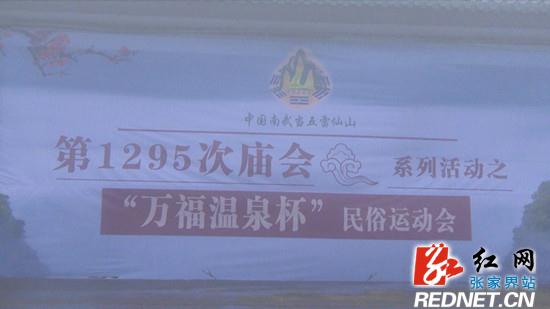 中国南武当五雷仙山
第1295次庙会 系列活动之
“万福温泉杯”民俗运动会
红网
张家界站
REDNET.CN